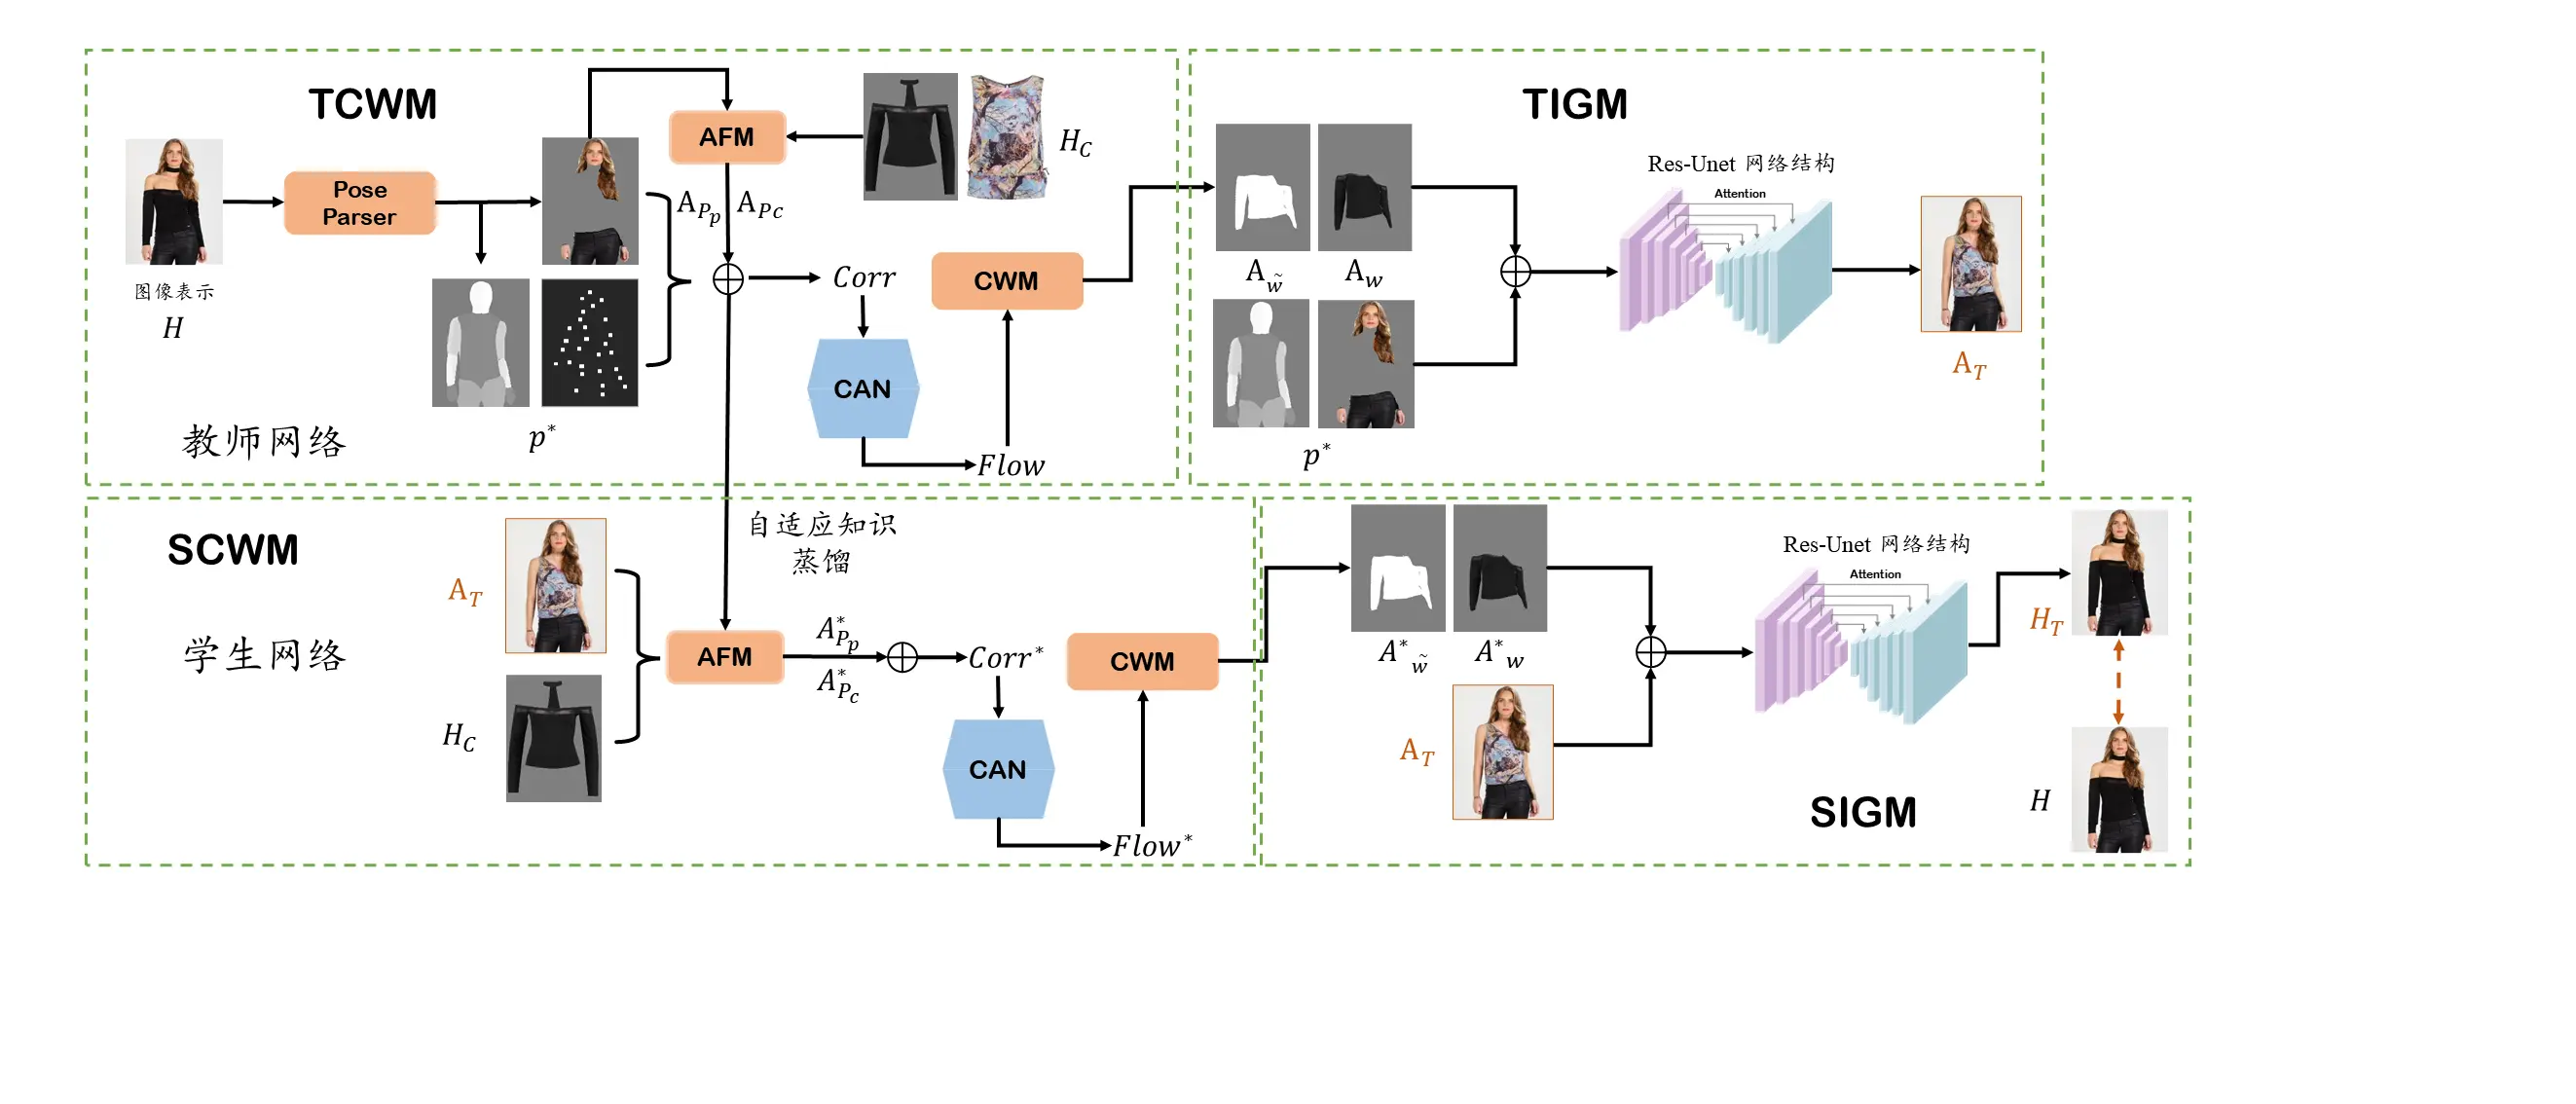 TCWM
AFM
H_C
Pose
Parser
A_{P_p}
A_{Pc}
图像表示
H
Corr
CWM
CAN
教师网络
p*
Flow
TIGM
Res-Unet 网络结构
Attention
A_{w̃}
A_w
p*
A_T
SCWM
自适应知识
蒸馏
A_T
学生网络
AFM
A*_{P_p}
A*_{P_c}
Corr*
CWM
H_C
CAN
Flow*
Res-Unet 网络结构
Attention
H_T
A*_{w̃}
A*_w
A_T
H
SIGM